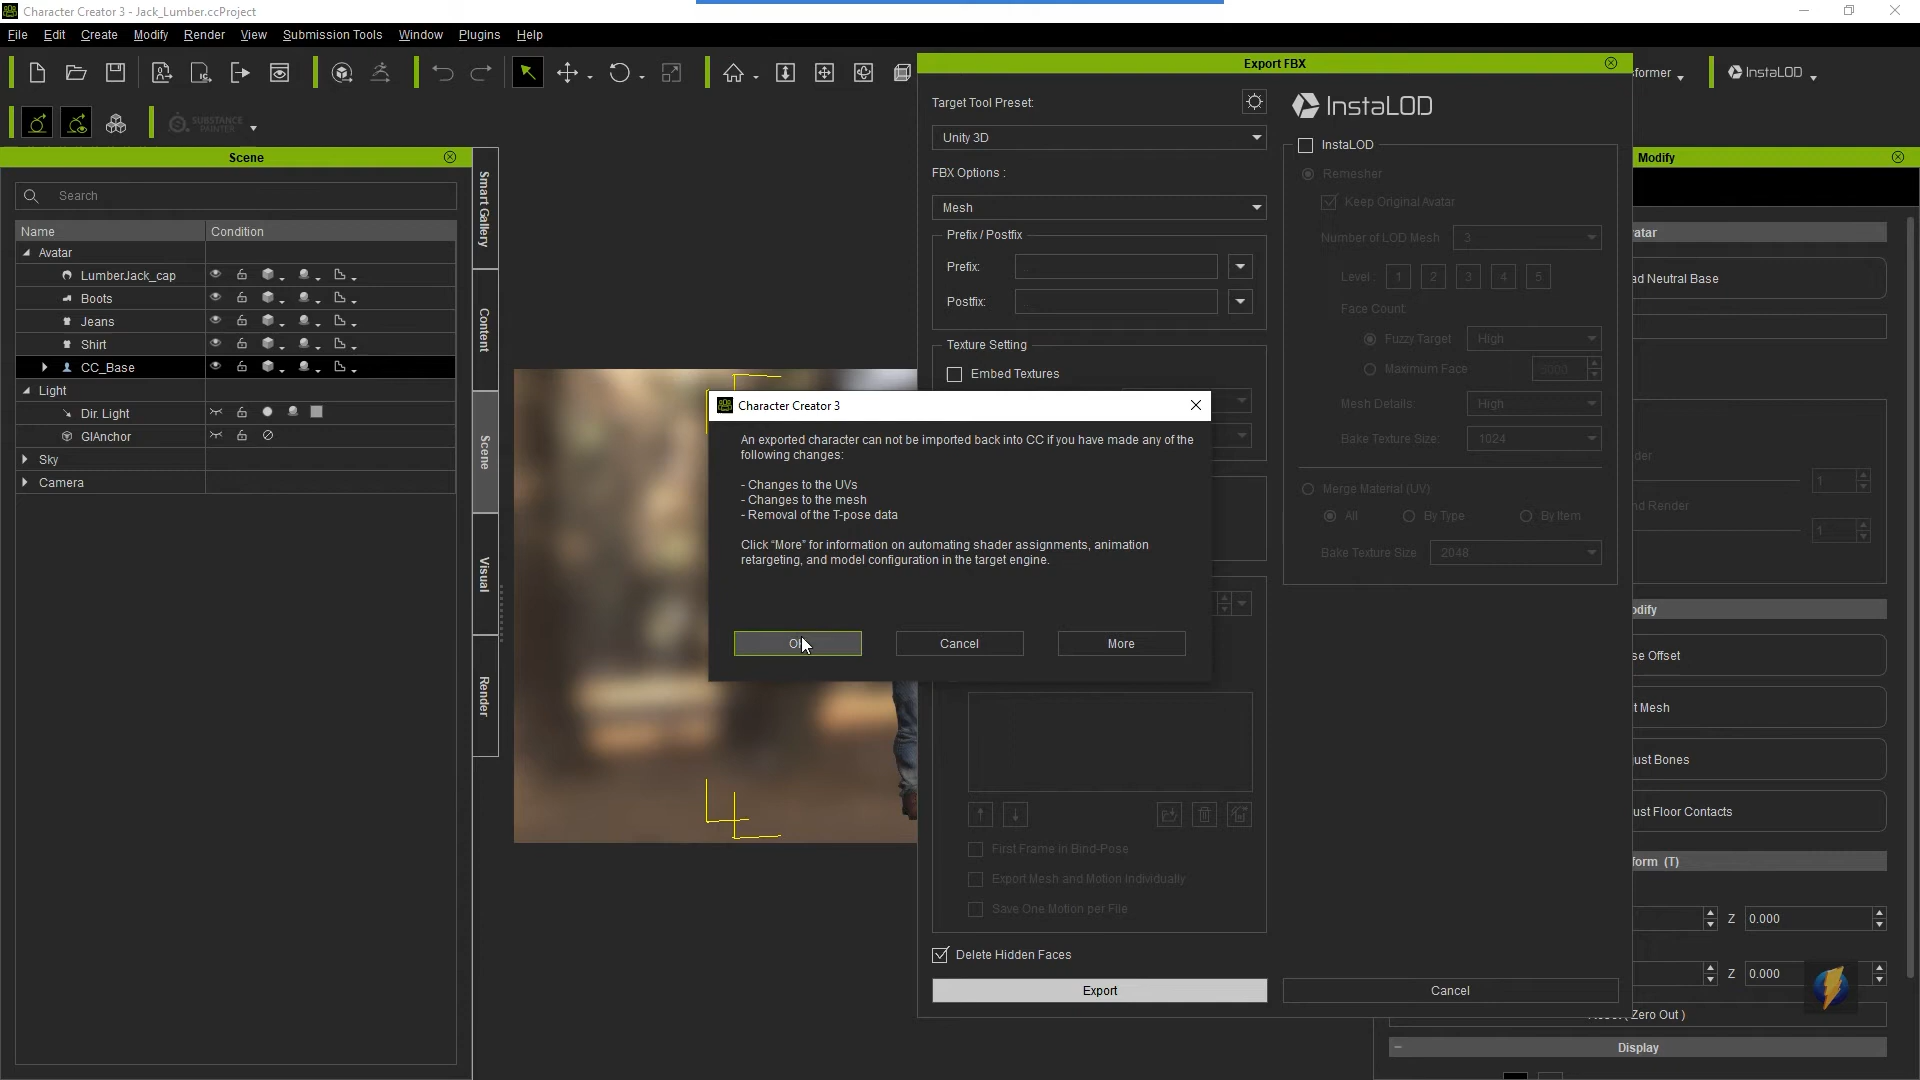 Character Creator 3 - Jack_Lumber.ccProject
File Edit Create Modify Render View Submission Tools Window Plugins Help
SUBSTANCE PAINTER
former
InstaLOD
Scene
Search
Name Condition
Avatar
LumberJack_cap
Boots
Jeans
Shirt
CC_Base
Light
Dir. Light
GIAnchor
Sky
Camera
Smart Gallery
Content
Scene
Visual
Render
Export FBX
Target Tool Preset:
Unity 3D
FBX Options :
Mesh
Prefix / Postfix
Prefix:
Postfix:
Texture Setting
Embed Textures
First Frame in Bind-Pose
Export Mesh and Motion Individually
Save One Motion per File
Delete Hidden Faces
Export
Cancel
InstaLOD
InstaLOD
Remesher
Keep Original Avatar
Number of LOD Mesh 3
Level : 1 2 3 4 5
Face Count:
Fuzzy Target High
Maximum Face 9000
Mesh Details: High
Bake Texture Size: 1024
Merge Material (UV)
All By Type By Item
Bake Texture Size: 2048
Character Creator 3
An exported character can not be imported back into CC if you have made any of the
following changes:
- Changes to the UVs
- Changes to the mesh
- Removal of the T-pose data
Click “More” for information on automating shader assignments, animation
retargeting, and model configuration in the target engine.
Cancel
More
Modify
atar
ad Neutral Base
der
1
nd Render
1
odify
se Offset
t Mesh
ust Bones
ust Floor Contacts
form (T)
Z 0.000
Z 0.000
( Zero Out )
Display